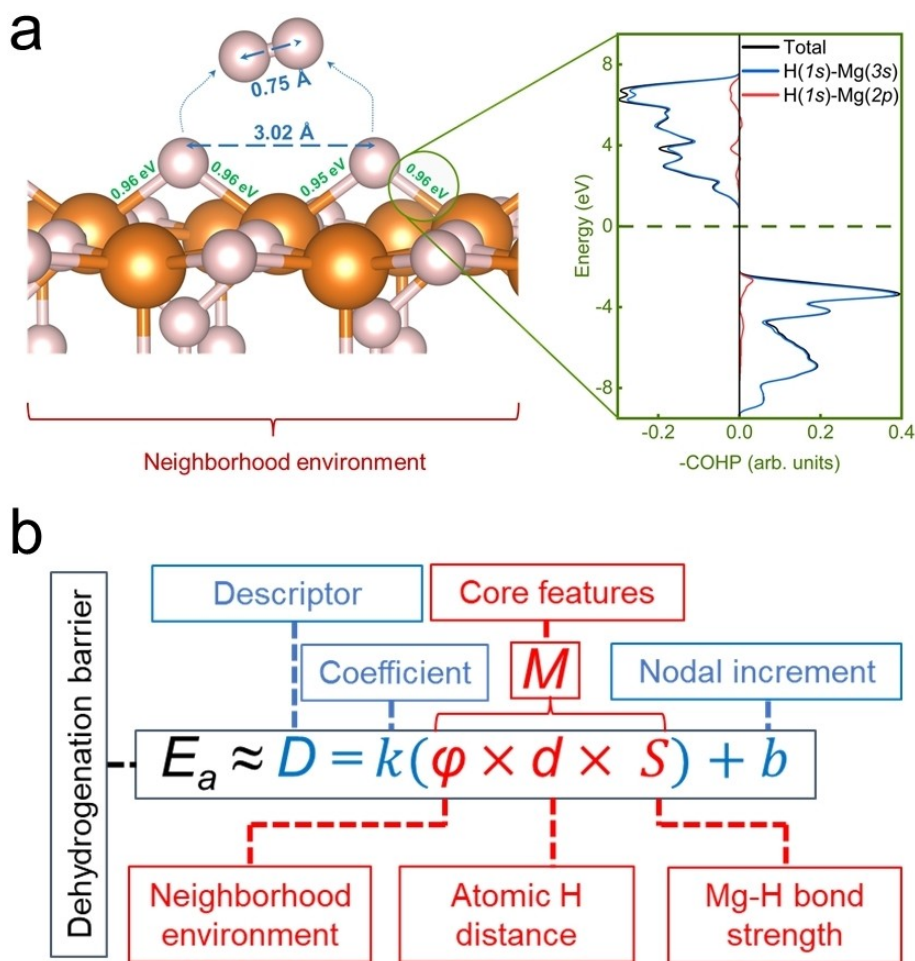 a
0.75 Å
3.02 Å
0.96 eV
0.96 eV
0.95 eV
0.96 eV
Neighborhood environment
Total
H(1s)-Mg(3s)
H(1s)-Mg(2p)
Energy (eV)
8
4
0
-4
-8
-0.2 0.0 0.2 0.4
-COHP (arb. units)
b
Dehydrogenation barrier
Descriptor
Core features
Coefficient
M
Nodal increment
Eₐ ≈ D = k(φ × d × S) + b
Neighborhood
environment
Atomic H
distance
Mg-H bond
strength